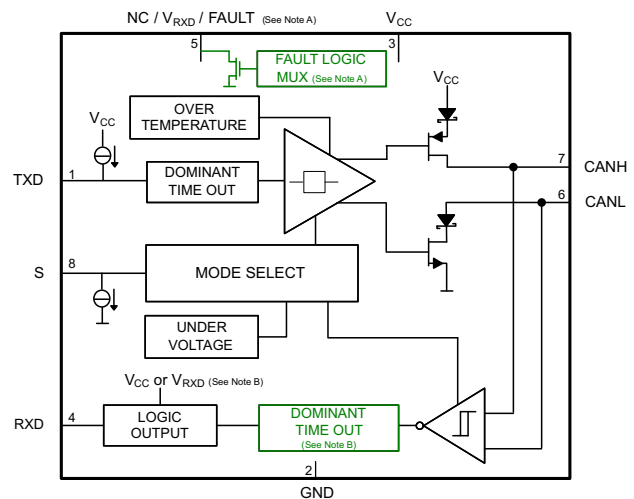 NC / VRXD / FAULT (See Note A)
VCC
5
3
FAULT LOGIC
MUX (See Note A)
VCC
OVER
TEMPERATURE
VCC
TXD
1
DOMINANT
TIME OUT
7
CANH
6
CANL
S
8
MODE SELECT
UNDER
VOLTAGE
VCC or VRXD (See Note B)
RXD
4
LOGIC
OUTPUT
DOMINANT
TIME OUT
(See Note B)
2
GND